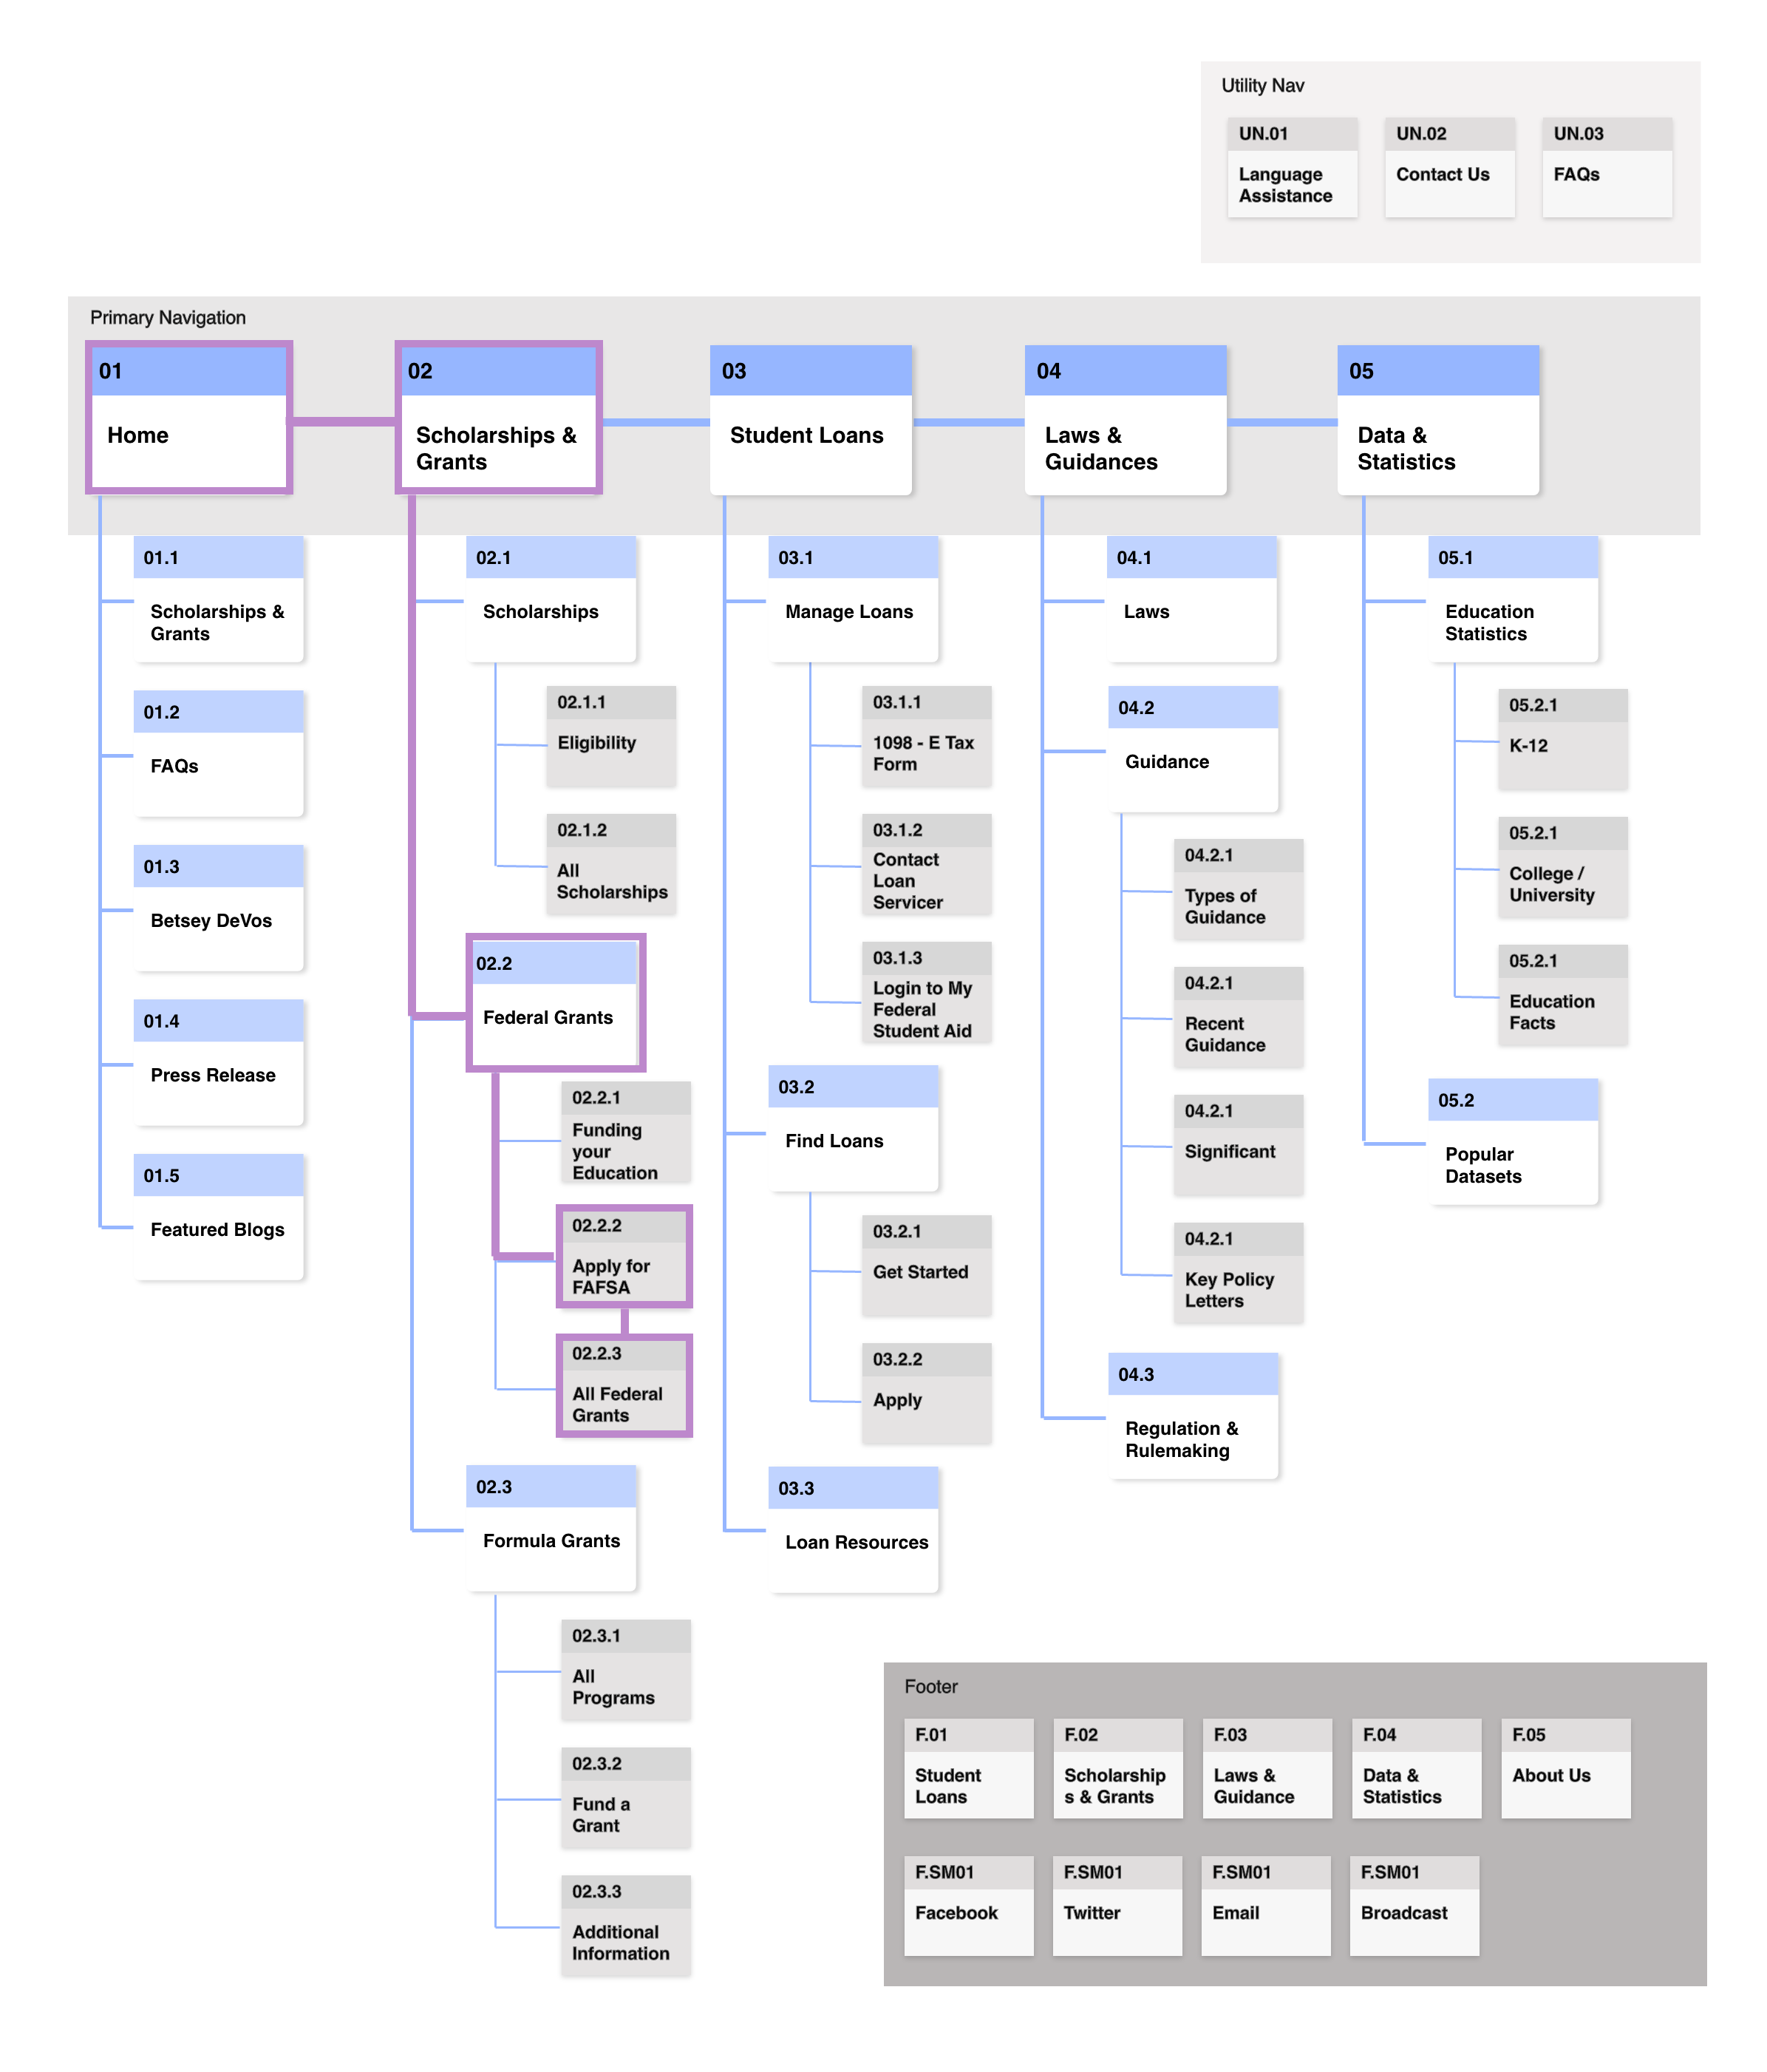 Utility Nav
UN.01
Language
Assistance
UN.02
Contact Us
UN.03
FAQs
Primary Navigation
01
Home
02
Scholarships &
Grants
03
Student Loans
04
Laws &
Guidances
05
Data &
Statistics
01.1
Scholarships &
Grants
01.2
FAQs
01.3
Betsey DeVos
01.4
Press Release
01.5
Featured Blogs
02.1
Scholarships
02.1.1
Eligibility
02.1.2
All
Scholarships
02.2
Federal Grants
02.2.1
Funding
your
Education
02.2.2
Apply for
FAFSA
02.2.3
All Federal
Grants
02.3
Formula Grants
02.3.1
All
Programs
02.3.2
Fund a
Grant
02.3.3
Additional
Information
03.1
Manage Loans
03.1.1
1098 - E Tax
Form
03.1.2
Contact
Loan
Servicer
03.1.3
Login to My
Federal
Student Aid
03.2
Find Loans
03.2.1
Get Started
03.2.2
Apply
03.3
Loan Resources
04.1
Laws
04.2
Guidance
04.2.1
Types of
Guidance
04.2.1
Recent
Guidance
04.2.1
Significant
04.2.1
Key Policy
Letters
04.3
Regulation &
Rulemaking
05.1
Education
Statistics
05.2.1
K-12
05.2.1
College /
University
05.2.1
Education
Facts
05.2
Popular
Datasets
Footer
F.01
Student
Loans
F.02
Scholarship
s & Grants
F.03
Laws &
Guidance
F.04
Data &
Statistics
F.05
About Us
F.SM01
Facebook
F.SM01
Twitter
F.SM01
Email
F.SM01
Broadcast